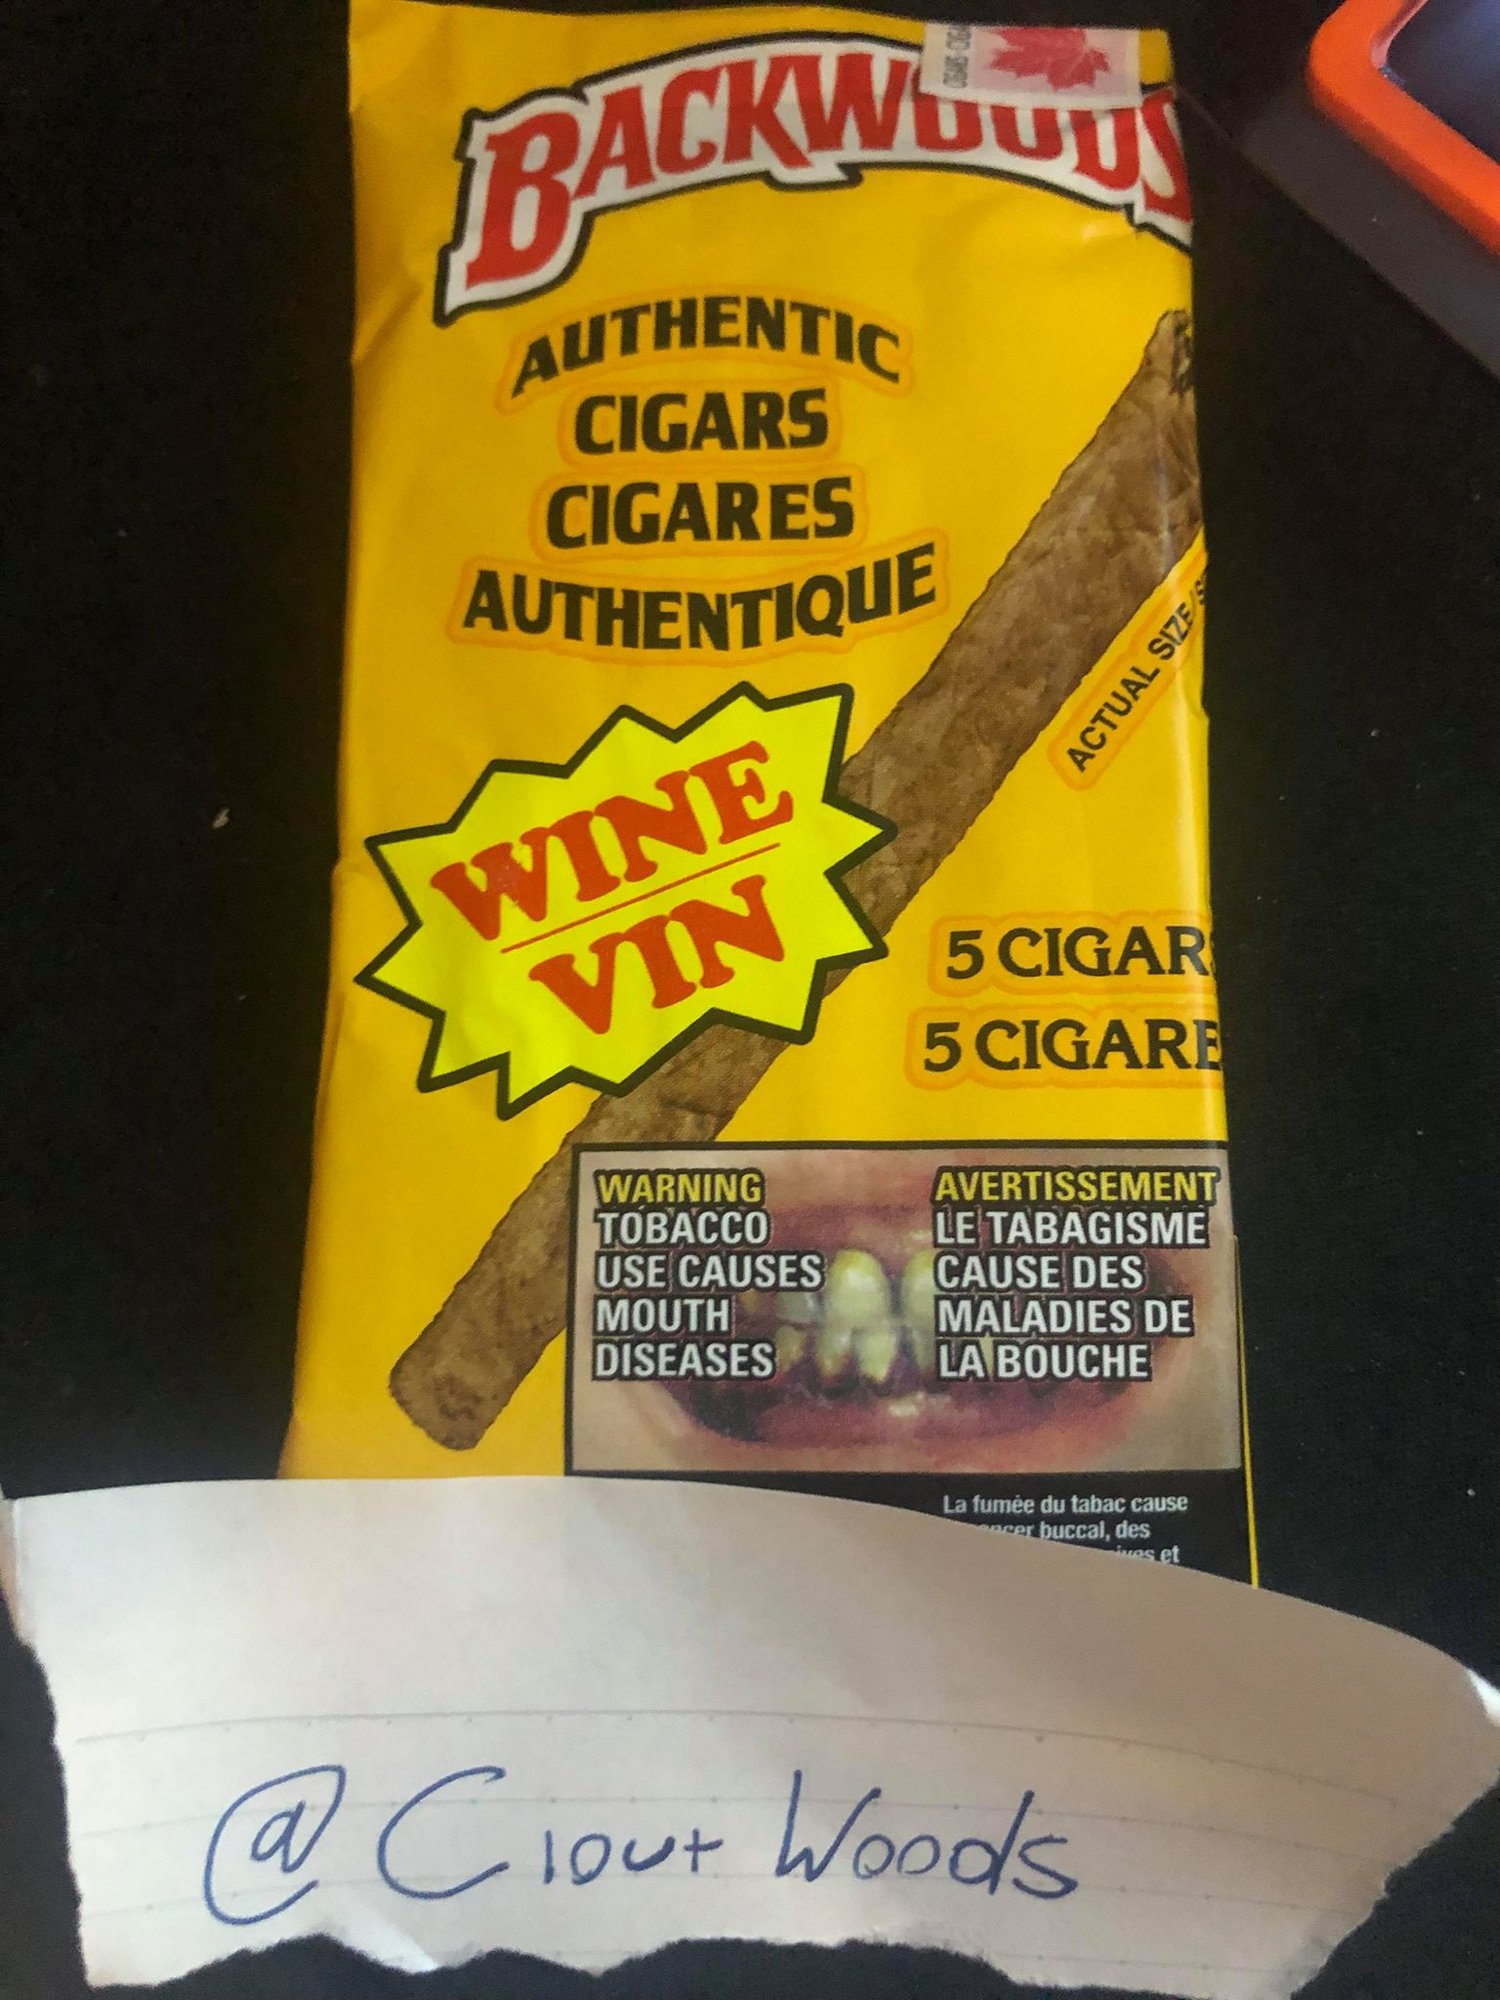 BACKWOODS
AUTHENTIC
CIGARS
CIGARES
AUTHENTIQUE
ACTUAL SIZE /
WINE
VIN
5 CIGARS
5 CIGARE
WARNING
TOBACCO
USE CAUSES
MOUTH
DISEASES
AVERTISSEMENT
LE TABAGISME
CAUSE DES
MALADIES DE
LA BOUCHE
La fumée du tabac cause
buccal, des
et
@ Clout Woods